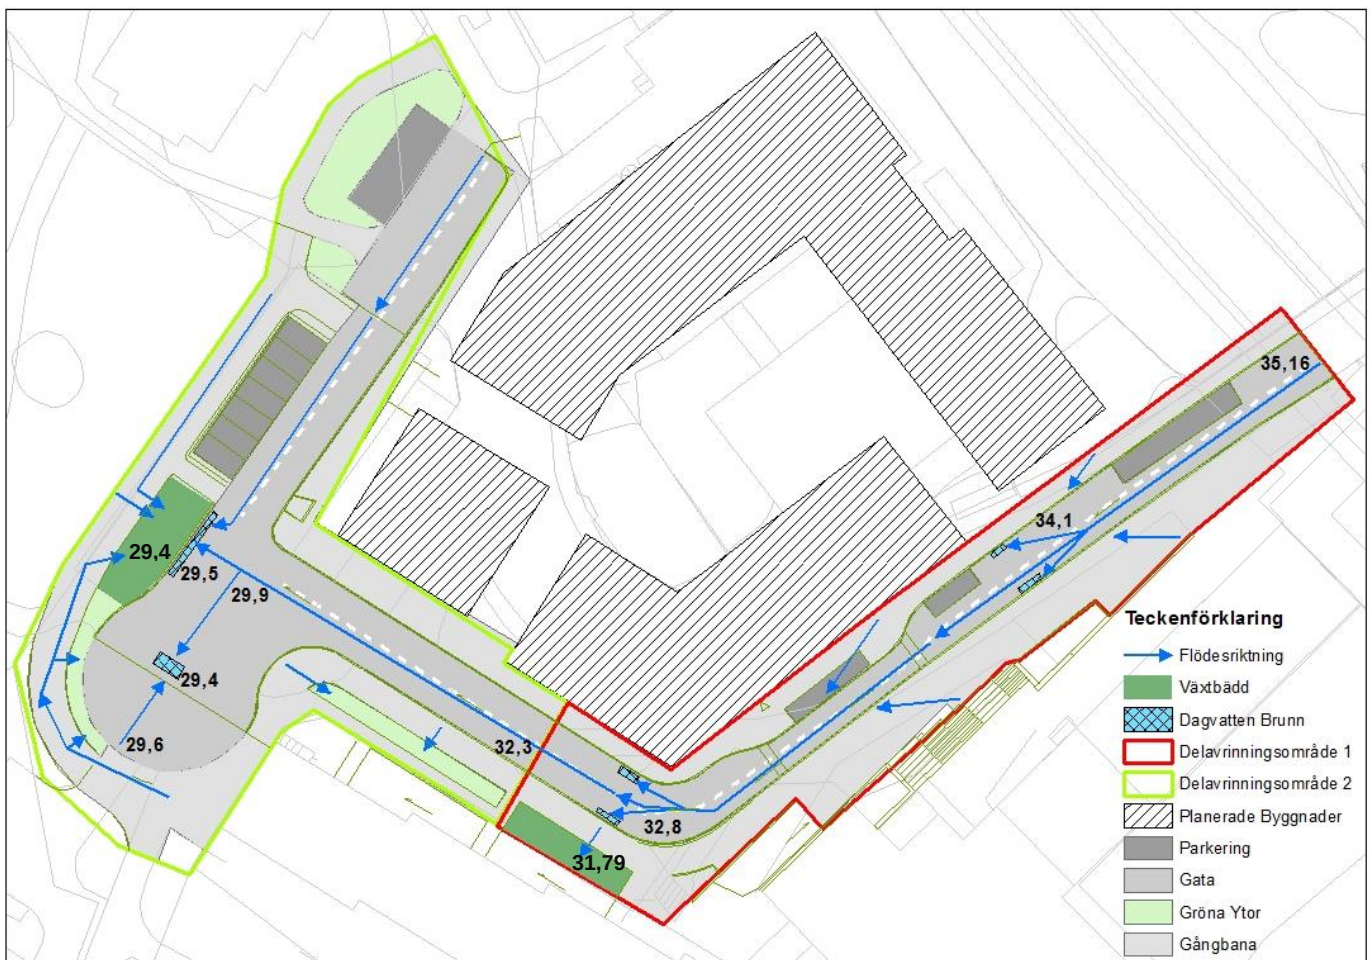 35,16
34,1
29,4
29,5
29,9
29,4
29,6
32,3
32,8
31,79
Teckenförklaring
Flödesriktning
Växtbädd
Dagvatten Brunn
Delavrinningsområde 1
Delavrinningsområde 2
Planerade Byggnader
Parkering
Gata
Gröna Ytor
Gångbana